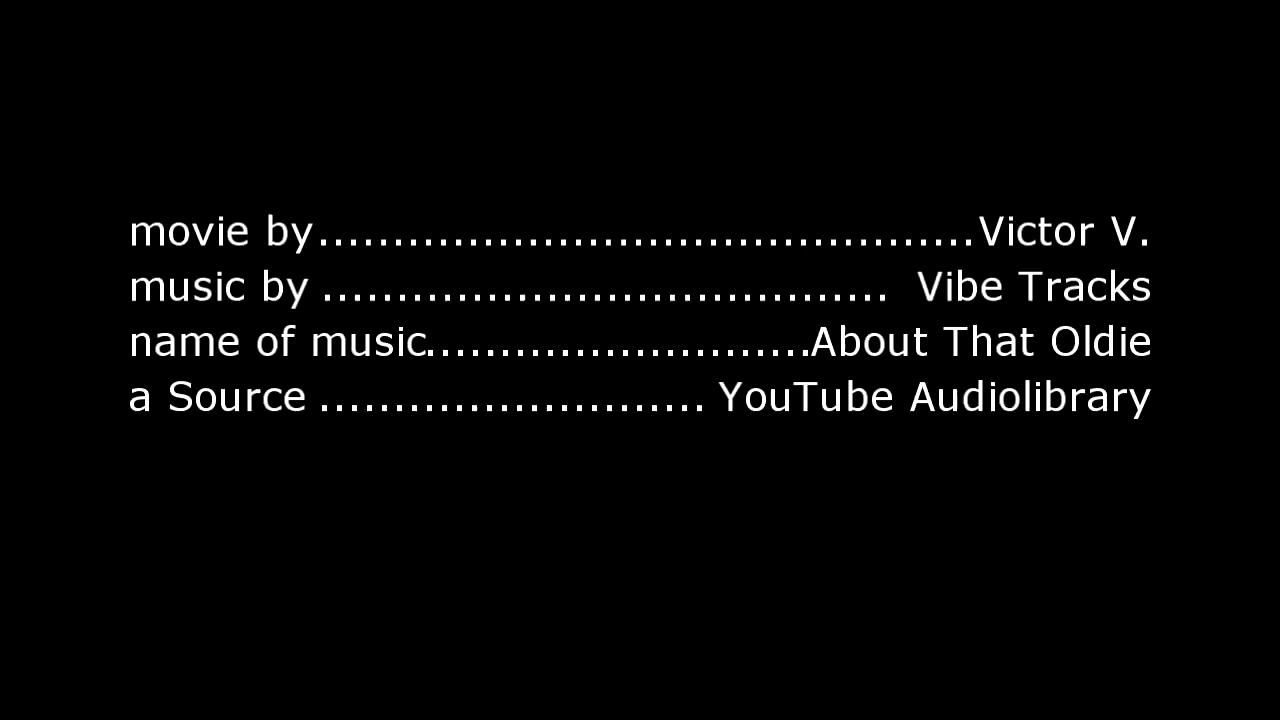 movie by............................................Victor V.
music by ...................................... Vibe Tracks
name of music..........................About That Oldie
a Source .......................... YouTube Audiolibrary